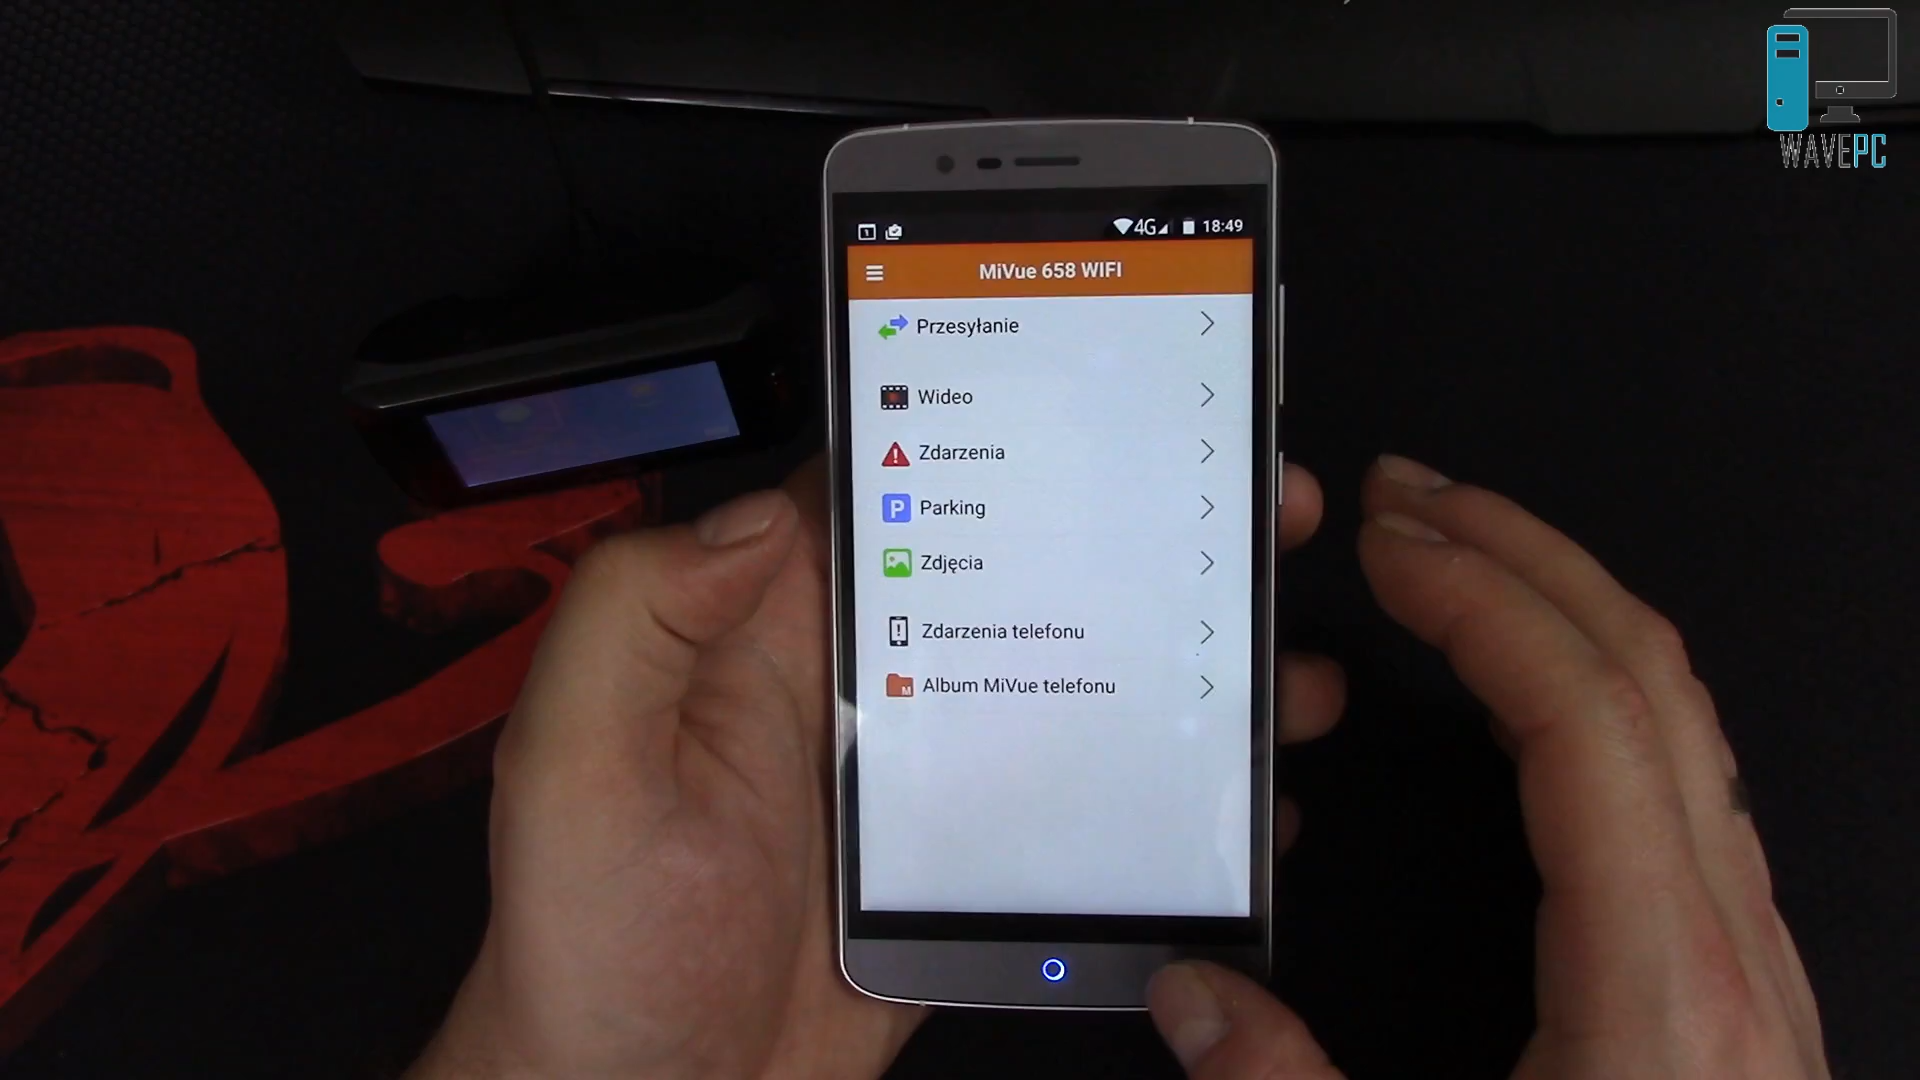 WAVEPC
4G 18:49
MiVue 658 WIFI
Przesyłanie
Wideo
Zdarzenia
P Parking
Zdjęcia
Zdarzenia telefonu
M Album MiVue telefonu